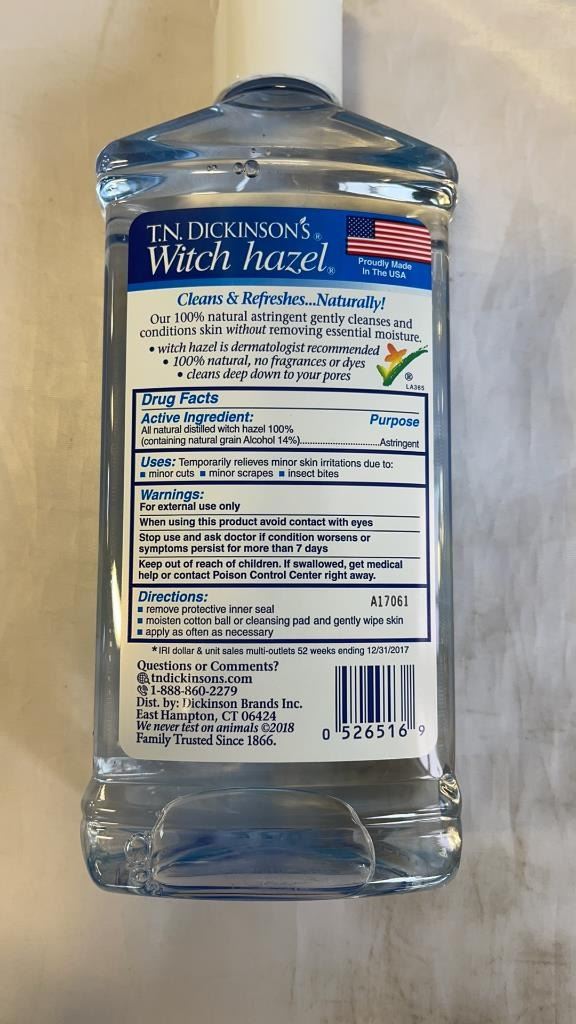 T.N. DICKINSON'S®
Witch hazel®
Proudly Made
In The USA
Cleans & Refreshes...Naturally!
Our 100% natural astringent gently cleanses and
conditions skin without removing essential moisture.
• witch hazel is dermatologist recommended
• 100% natural, no fragrances or dyes
• cleans deep down to your pores
®
LA365
Drug Facts
Active Ingredient: Purpose
All natural distilled witch hazel 100%
(containing natural grain Alcohol 14%)..............................Astringent
Uses: Temporarily relieves minor skin irritations due to:
■ minor cuts ■ minor scrapes ■ insect bites
Warnings:
For external use only
When using this product avoid contact with eyes
Stop use and ask doctor if condition worsens or
symptoms persist for more than 7 days
Keep out of reach of children. If swallowed, get medical
help or contact Poison Control Center right away.
Directions: A17061
■ remove protective inner seal
■ moisten cotton ball or cleansing pad and gently wipe skin
■ apply as often as necessary
*IRI dollar & unit sales multi-outlets 52 weeks ending 12/31/2017
Questions or Comments?
tndickinsons.com
1-888-860-2279
Dist. by: Dickinson Brands Inc.
East Hampton, CT 06424
We never test on animals ©2018
Family Trusted Since 1866.
0 526516 9